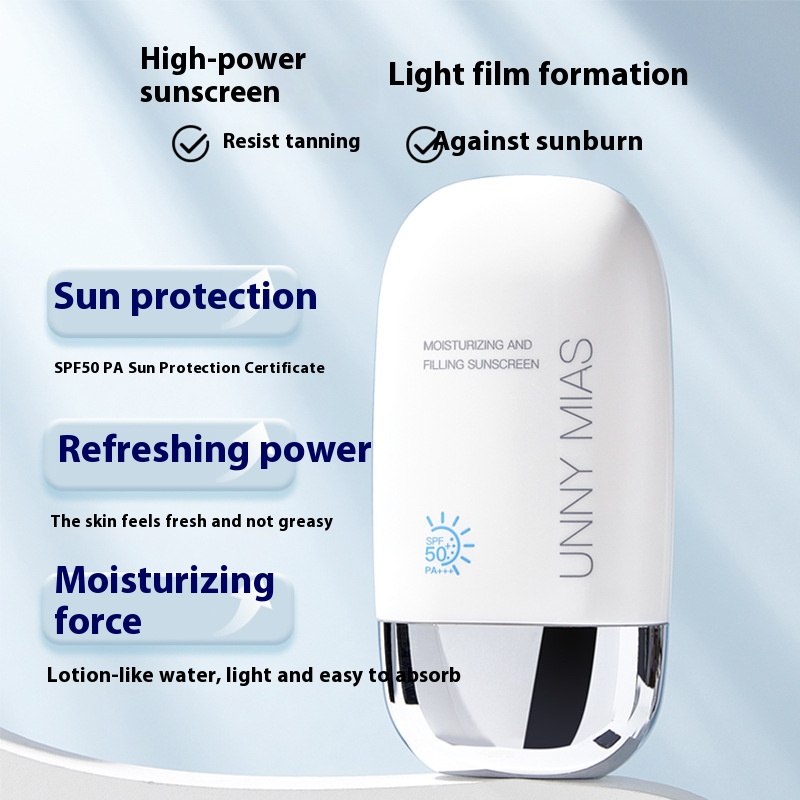 High-power
sunscreen
Light film formation
Resist tanning
Against sunburn
Sun protection
SPF50 PA Sun Protection Certificate
Refreshing power
The skin feels fresh and not greasy
Moisturizing
force
Lotion-like water, light and easy to absorb
MOISTURIZING AND
FILLING SUNSCREEN
UNNY MIAS
SPF
50+
PA+++